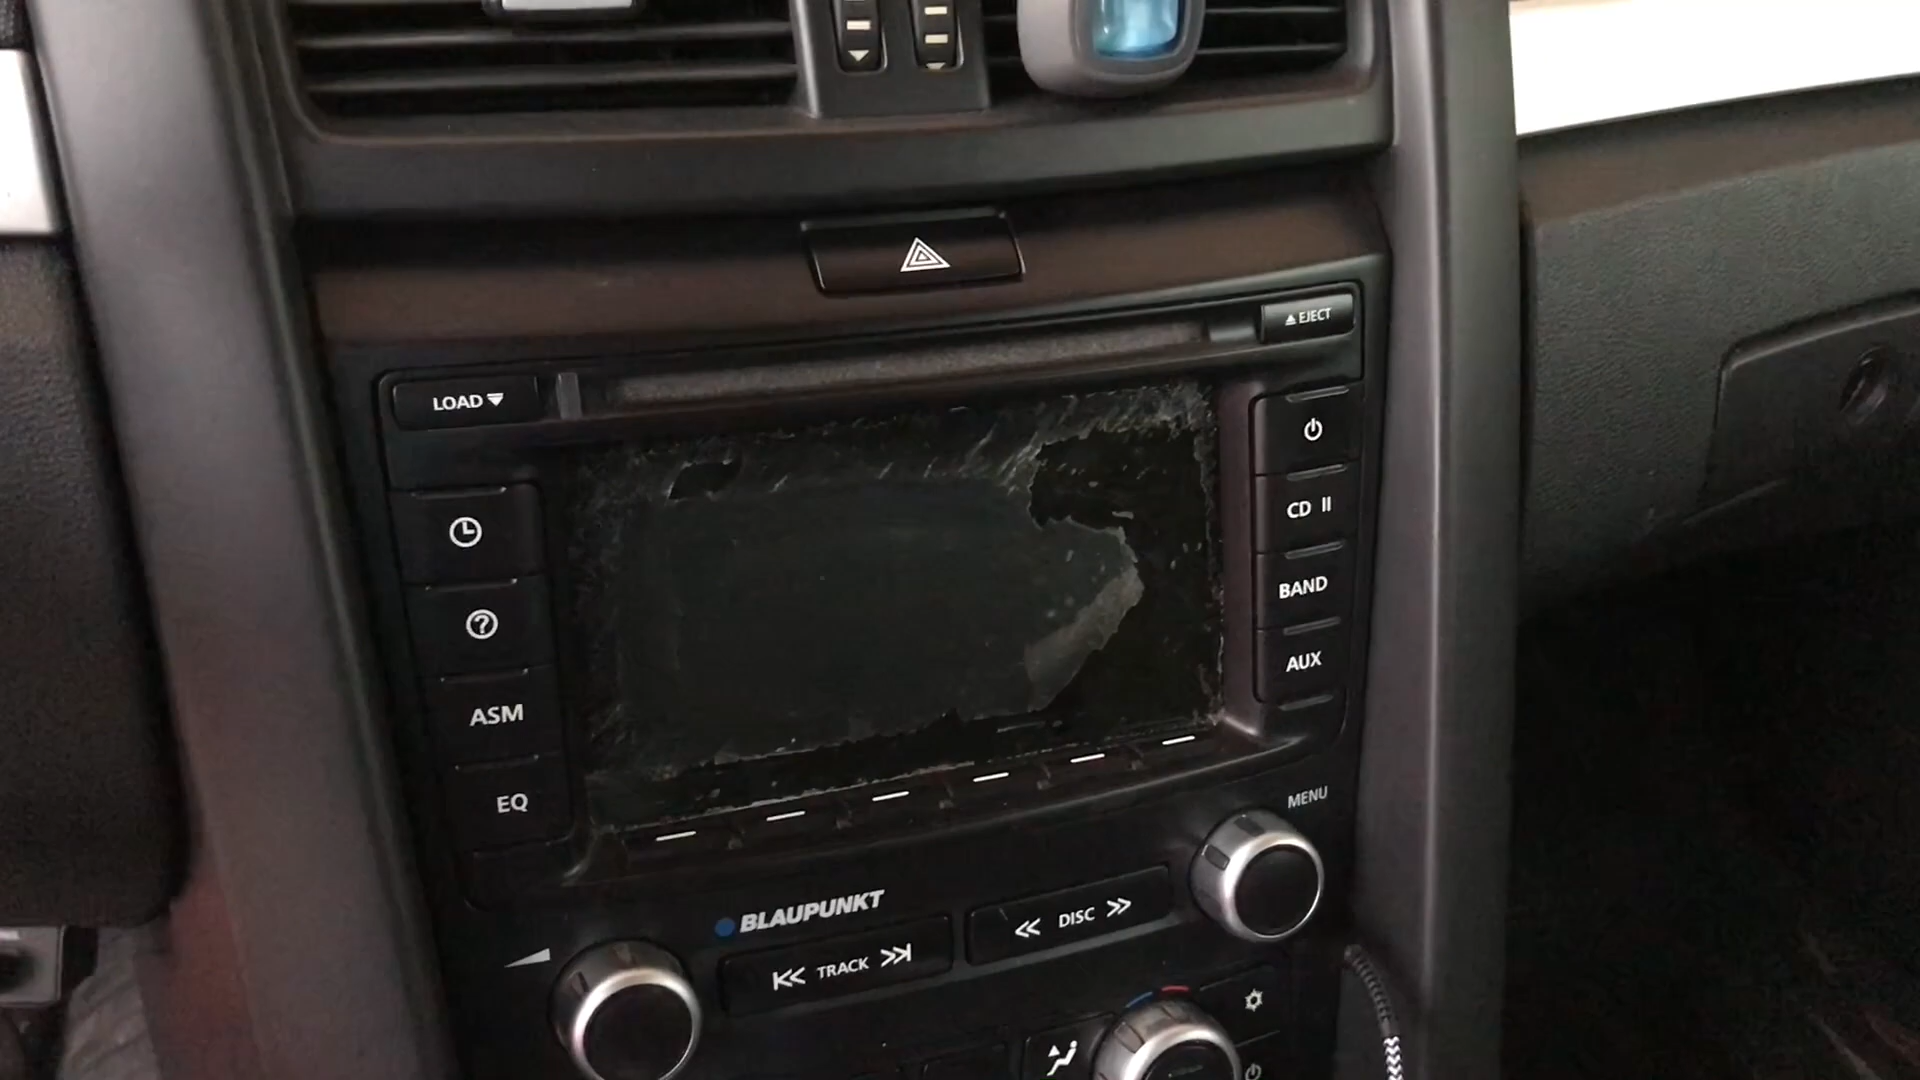 EJECT
LOAD
CD II
BAND
ASM
AUX
EQ
MENU
BLAUPUNKT
DISC
TRACK